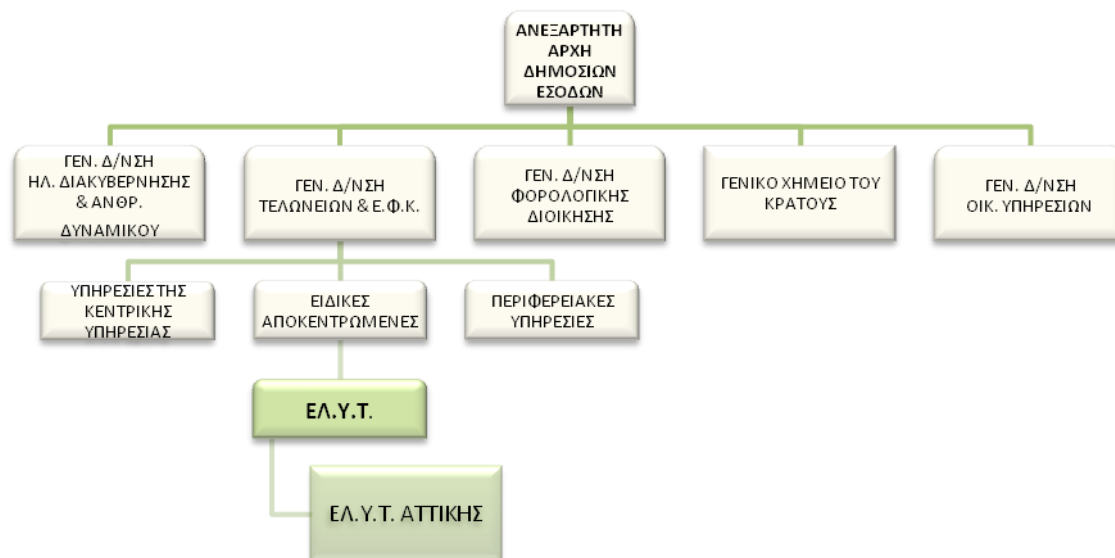 ΑΝΕΞΑΡΤΗΤΗ
ΑΡΧΗ
ΔΗΜΟΣΙΩΝ
ΕΣΟΔΩΝ
ΓΕΝ. Δ/ΝΣΗ
ΗΛ. ΔΙΑΚΥΒΕΡΝΗΣΗΣ
& ΑΝΘΡ.
ΔΥΝΑΜΙΚΟΥ
ΓΕΝ. Δ/ΝΣΗ
ΤΕΛΩΝΕΙΩΝ & Ε.Φ.Κ.
ΓΕΝ. Δ/ΝΣΗ
ΦΟΡΟΛΟΓΙΚΗΣ
ΔΙΟΙΚΗΣΗΣ
ΓΕΝΙΚΟ ΧΗΜΕΙΟ ΤΟΥ
ΚΡΑΤΟΥΣ
ΓΕΝ. Δ/ΝΣΗ
ΟΙΚ. ΥΠΗΡΕΣΙΩΝ
ΥΠΗΡΕΣΙΕΣ ΤΗΣ
ΚΕΝΤΡΙΚΗΣ
ΥΠΗΡΕΣΙΑΣ
ΕΙΔΙΚΕΣ
ΑΠΟΚΕΝΤΡΩΜΕΝΕΣ
ΠΕΡΙΦΕΡΕΙΑΚΕΣ
ΥΠΗΡΕΣΙΕΣ
ΕΛ.Υ.Τ.
ΕΛ.Υ.Τ. ΑΤΤΙΚΗΣ